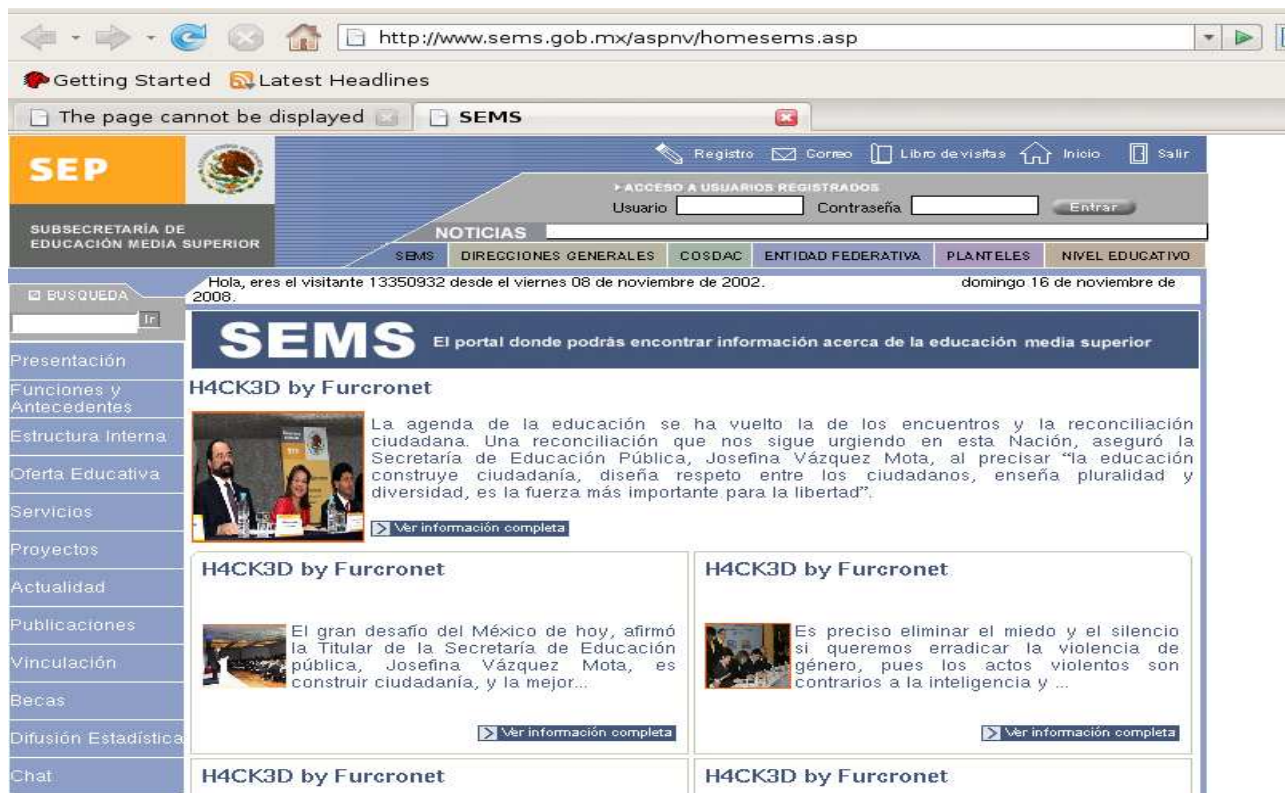 http://www.sems.gob.mx/aspnv/homesems.asp
Getting Started Latest Headlines
The page cannot be displayed SEMS
SEP
Registro Correo Libro de visitas Inicio Salir
▸ACCESO A USUARIOS REGISTRADOS
Usuario Contraseña Entrar
SUBSECRETARÍA DE
EDUCACIÓN MEDIA SUPERIOR
NOTICIAS
SEMS DIRECCIONES GENERALES COSDAC ENTIDAD FEDERATIVA PLANTELES NIVEL EDUCATIVO
Hola, eres el visitante 13350932 desde el viernes 08 de noviembre de 2002. domingo 16 de noviembre de
2008.
BUSQUEDA
Ir
SEMS El portal donde podrás encontrar información acerca de la educación media superior
Presentación
Funciones y
Antecedentes
Estructura Interna
Oferta Educativa
Servicios
Proyectos
Actualidad
Publicaciones
Vinculación
Becas
Difusión Estadística
Chat
H4CK3D by Furcronet
La agenda de la educación se ha vuelto la de los encuentros y la reconciliación
ciudadana. Una reconciliación que nos sigue urgiendo en esta Nación, aseguró la
Secretaría de Educación Pública, Josefina Vázquez Mota, al precisar “la educación
construye ciudadanía, diseña respeto entre los ciudadanos, enseña pluralidad y
diversidad, es la fuerza más importante para la libertad”.
Ver información completa
H4CK3D by Furcronet
El gran desafío del México de hoy, afirmó
la Titular de la Secretaría de Educación
pública, Josefina Vázquez Mota, es
construir ciudadanía, y la mejor...
Ver información completa
H4CK3D by Furcronet
Es preciso eliminar el miedo y el silencio
si queremos erradicar la violencia de
género, pues los actos violentos son
contrarios a la inteligencia y ...
Ver información completa
H4CK3D by Furcronet
H4CK3D by Furcronet